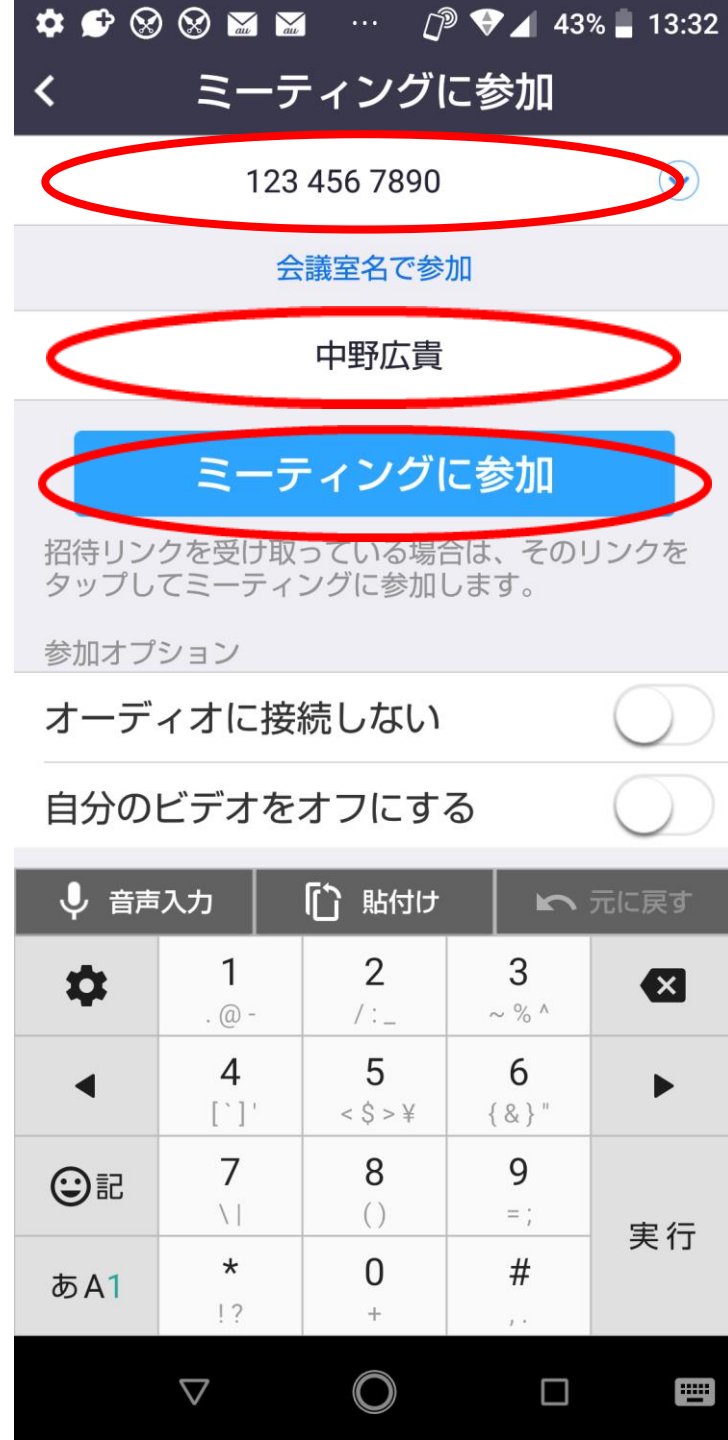 au au ... 43% 13:32
ミーティングに参加
123 456 7890
会議室名で参加
中野広貴
ミーティングに参加
招待リンクを受け取っている場合は、そのリンクを
タップしてミーティングに参加します。
参加オプション
オーディオに接続しない
自分のビデオをオフにする
音声入力 貼付け 元に戻す
1 2 3
. @ - / : _ ~ % ^
4 5 6
[ ` ] ' < $ > ¥ { & } "
記 7 8 9
\ | ( ) = ;
実行
あA1 * 0 #
! ? + , .